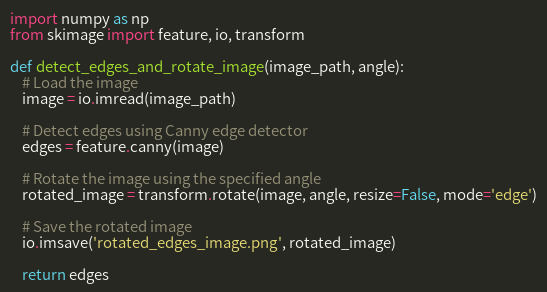 import numpy as np
from skimage import feature, io, transform

def detect_edges_and_rotate_image(image_path, angle):
    # Load the image
    image = io.imread(image_path)

    # Detect edges using Canny edge detector
    edges = feature.canny(image)

    # Rotate the image using the specified angle
    rotated_image = transform.rotate(image, angle, resize=False, mode='edge')

    # Save the rotated image
    io.imsave('rotated_edges_image.png', rotated_image)

    return edges